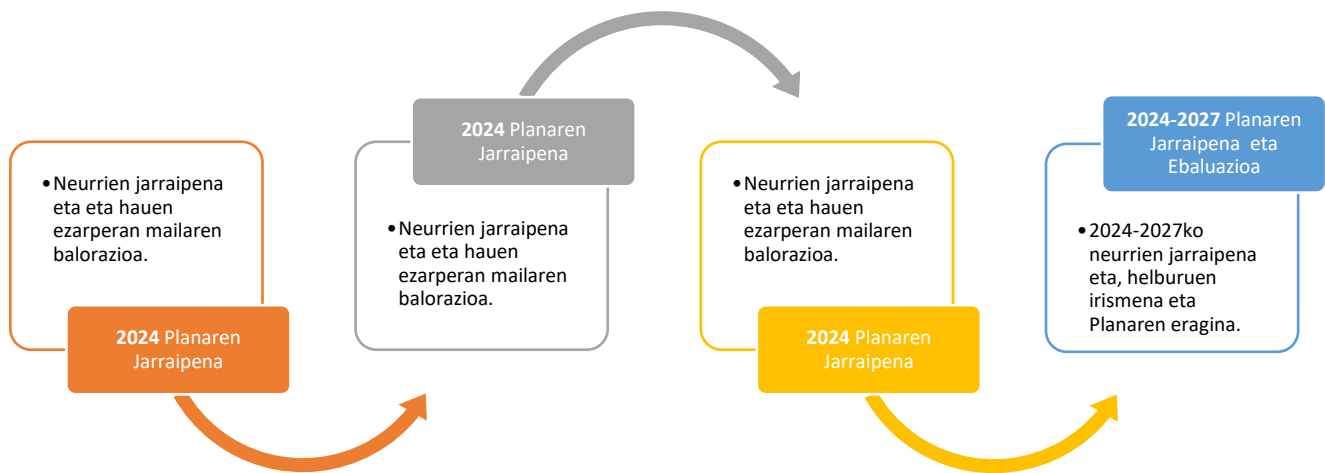 •Neurrien jarraipena
eta eta hauen
ezarperan mailaren
balorazioa.
2024 Planaren
Jarraipena
2024 Planaren
Jarraipena
•Neurrien jarraipena
eta eta hauen
ezarperan mailaren
balorazioa.
•Neurrien jarraipena
eta eta hauen
ezarperan mailaren
balorazioa.
2024 Planaren
Jarraipena
2024-2027 Planaren
Jarraipena eta
Ebaluazioa
•2024-2027ko
neurrien jarraipena
eta, helburuen
irismena eta
Planaren eragina.